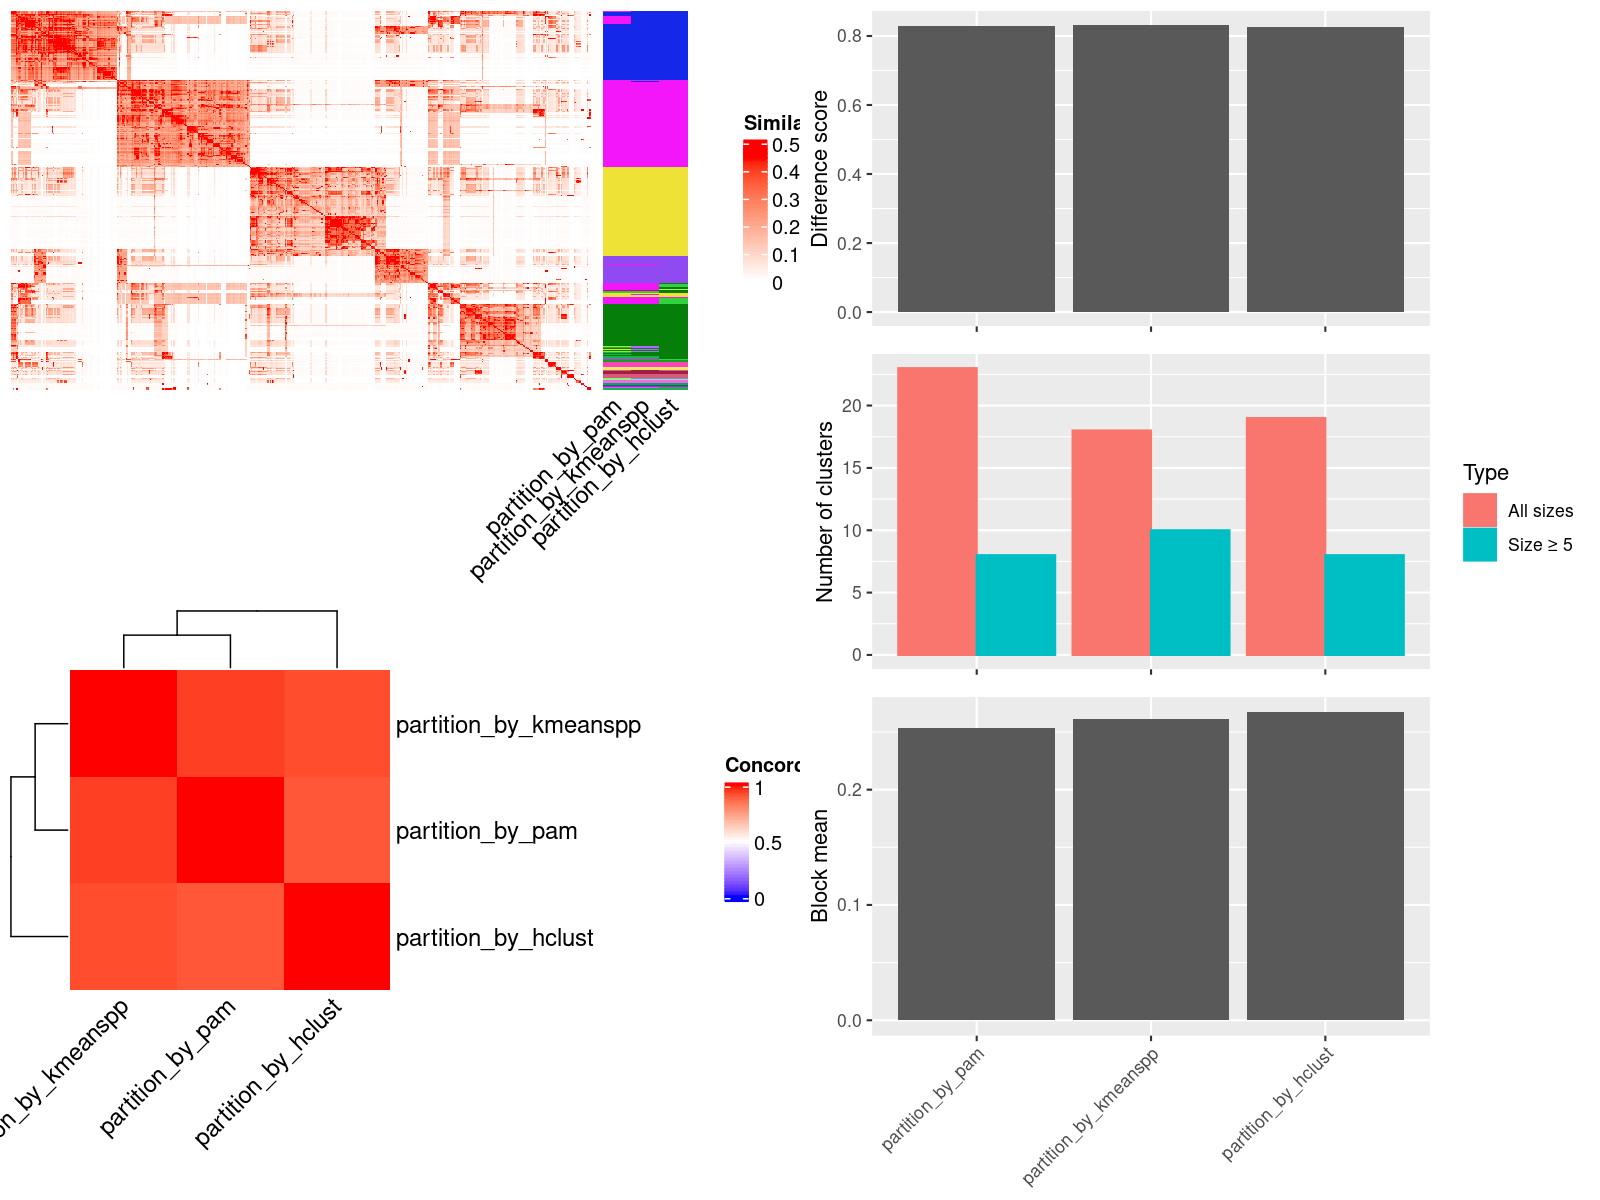 Simila
0.5
0.4
0.3
0.2
0.1
0
partition_by_pam
partition_by_kmeanspp
partition_by_hclust
partition_by_kmeanspp
partition_by_pam
partition_by_hclust
Concord
1
0.5
0
on_by_kmeanspp
partition_by_pam
partition_by_hclust
Difference score
0.8
0.6
0.4
0.2
0.0
Number of clusters
20
15
10
5
0
Type
All sizes
Size ≥ 5
Block mean
0.2
0.1
0.0
partition_by_pam
partition_by_kmeanspp
partition_by_hclust